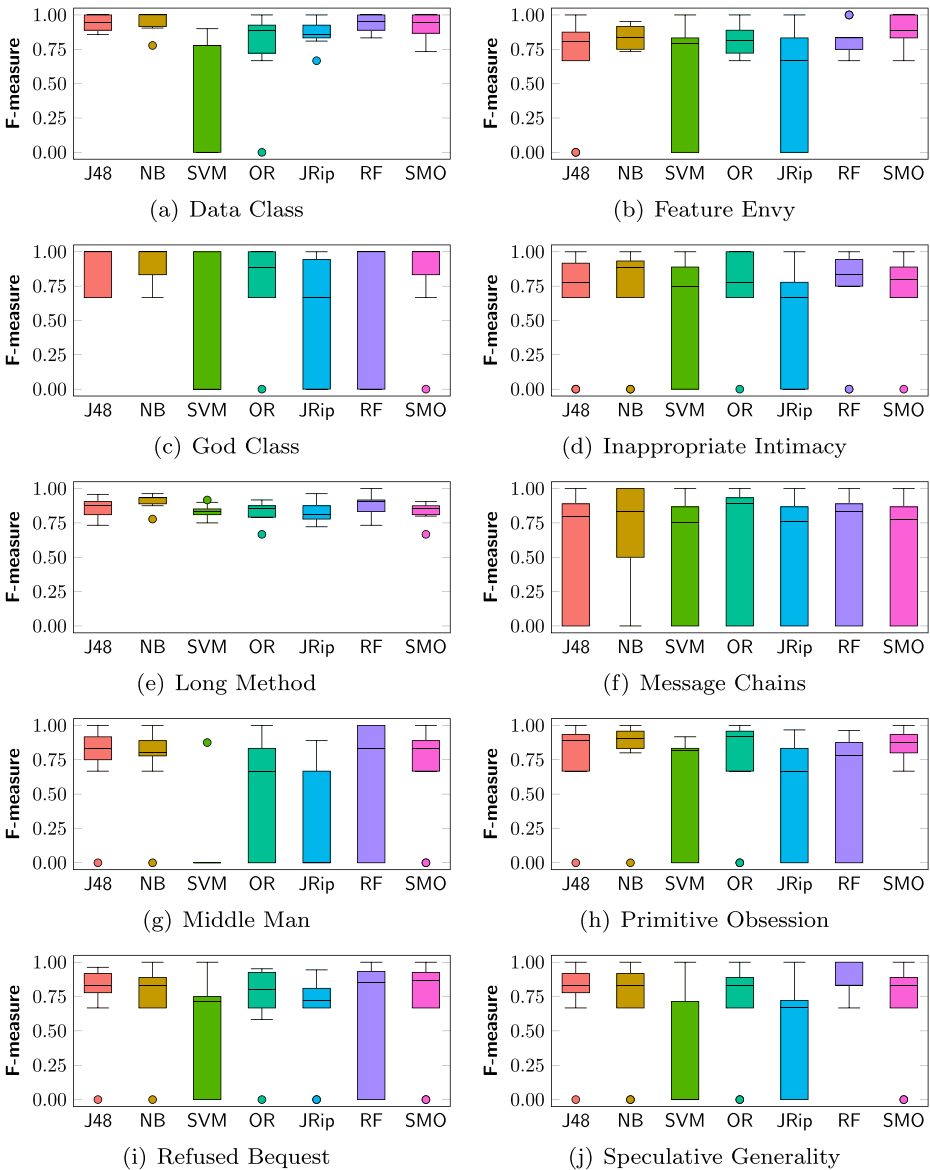 F-measure
1.00
0.75
0.50
0.25
0.00
J48 NB SVM OR JRip RF SMO
(a) Data Class
F-measure
1.00
0.75
0.50
0.25
0.00
J48 NB SVM OR JRip RF SMO
(b) Feature Envy
F-measure
1.00
0.75
0.50
0.25
0.00
J48 NB SVM OR JRip RF SMO
(c) God Class
F-measure
1.00
0.75
0.50
0.25
0.00
J48 NB SVM OR JRip RF SMO
(d) Inappropriate Intimacy
F-measure
1.00
0.75
0.50
0.25
0.00
J48 NB SVM OR JRip RF SMO
(e) Long Method
F-measure
1.00
0.75
0.50
0.25
0.00
J48 NB SVM OR JRip RF SMO
(f) Message Chains
F-measure
1.00
0.75
0.50
0.25
0.00
J48 NB SVM OR JRip RF SMO
(g) Middle Man
F-measure
1.00
0.75
0.50
0.25
0.00
J48 NB SVM OR JRip RF SMO
(h) Primitive Obsession
F-measure
1.00
0.75
0.50
0.25
0.00
J48 NB SVM OR JRip RF SMO
(i) Refused Bequest
F-measure
1.00
0.75
0.50
0.25
0.00
J48 NB SVM OR JRip RF SMO
(j) Speculative Generality